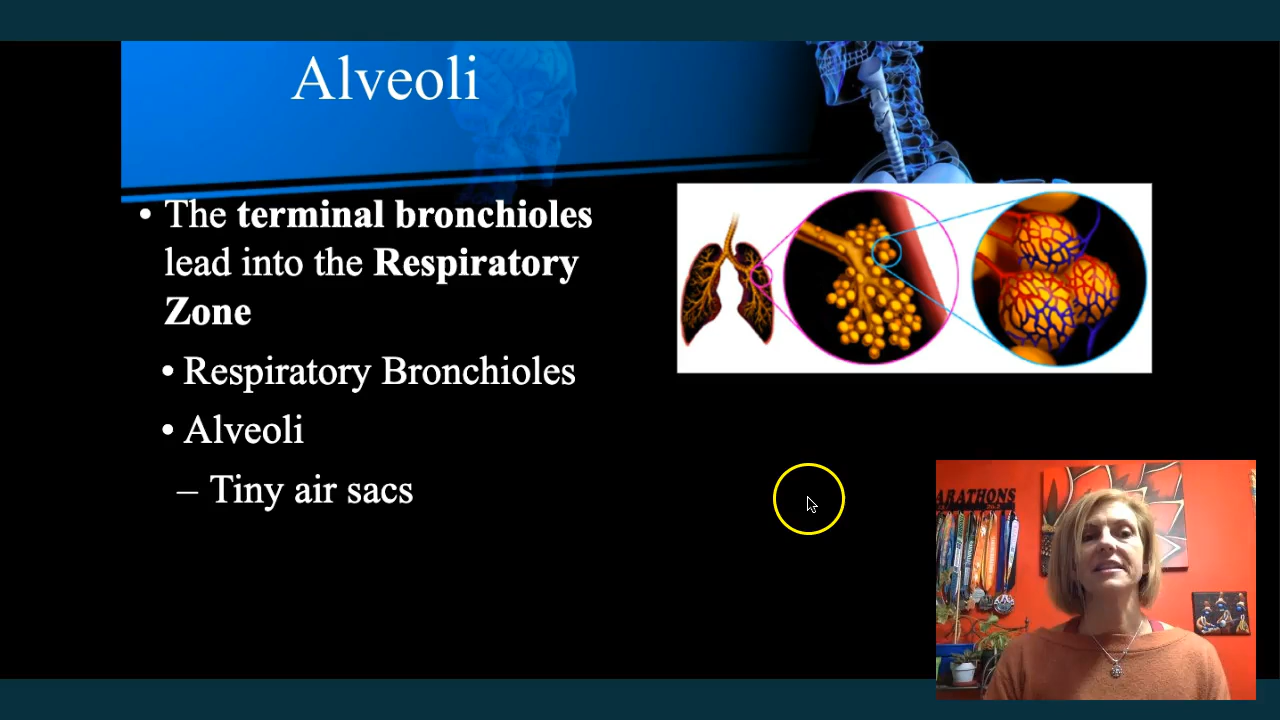 Alveoli
• The terminal bronchioles
lead into the Respiratory
Zone
• Respiratory Bronchioles
• Alveoli
– Tiny air sacs
ARATHONS